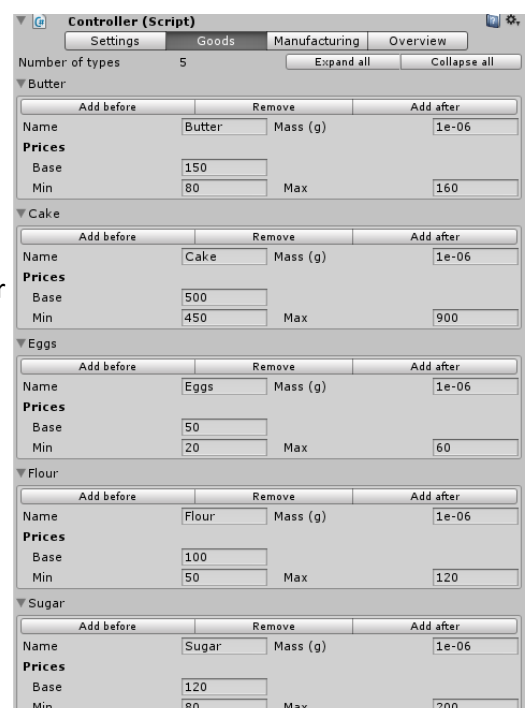 Controller (Script)
Settings Goods Manufacturing Overview
Number of types 5 Expand all Collapse all
Butter
Add before Remove Add after
Name Butter Mass (g) 1e-06
Prices
Base 150
Min 80 Max 160
Cake
Add before Remove Add after
Name Cake Mass (g) 1e-06
Prices
Base 500
Min 450 Max 900
Eggs
Add before Remove Add after
Name Eggs Mass (g) 1e-06
Prices
Base 50
Min 20 Max 60
Flour
Add before Remove Add after
Name Flour Mass (g) 1e-06
Prices
Base 100
Min 50 Max 120
Sugar
Add before Remove Add after
Name Sugar Mass (g) 1e-06
Prices
Base 120
Min 80 Max 200